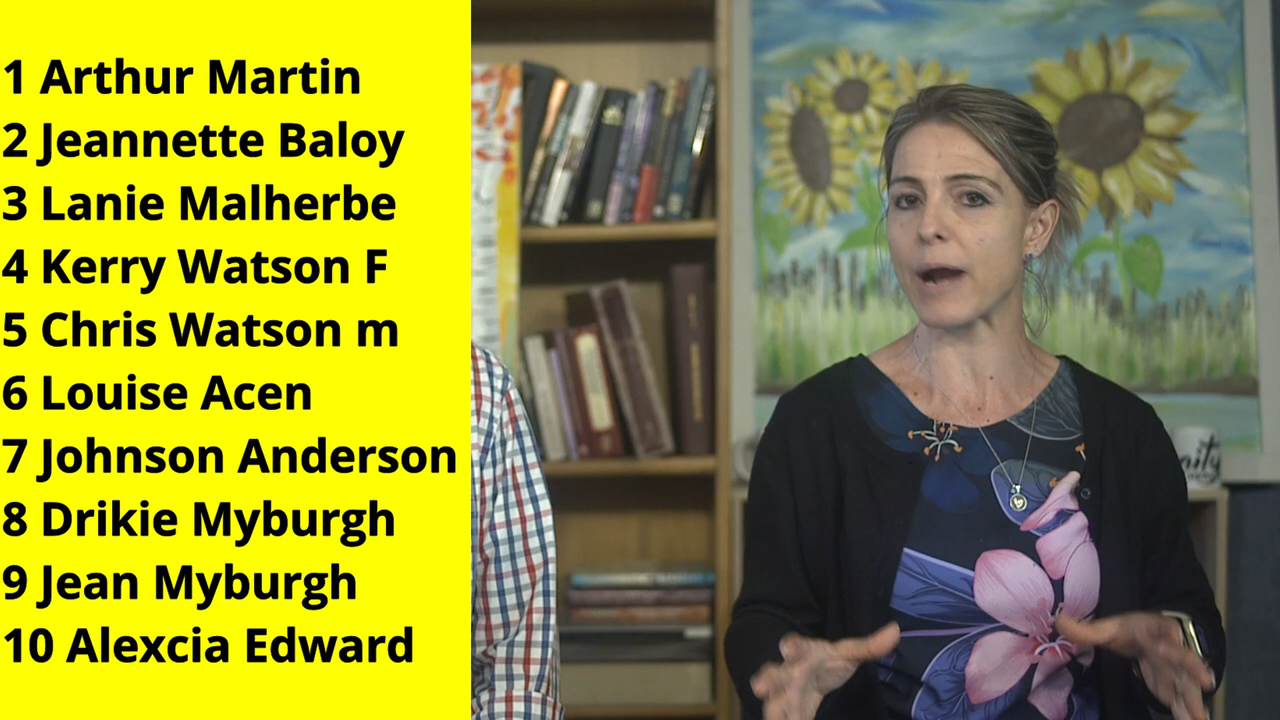 1 Arthur Martin
2 Jeannette Baloy
3 Lanie Malherbe
4 Kerry Watson F
5 Chris Watson m
6 Louise Acen
7 Johnson Anderson
8 Drikie Myburgh
9 Jean Myburgh
10 Alexcia Edward